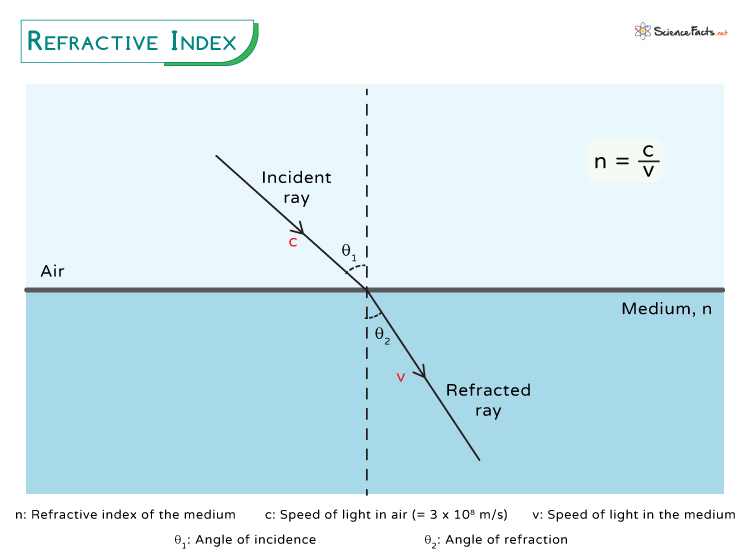 REFRACTIVE INDEX
ScienceFacts.net
Incident
ray
n = c/v
c
θ₁
Air
Medium, n
θ₂
v
Refracted
ray
n: Refractive index of the medium c: Speed of light in air (= 3 x 10⁸ m/s) v: Speed of light in the medium
θ₁: Angle of incidence θ₂: Angle of refraction